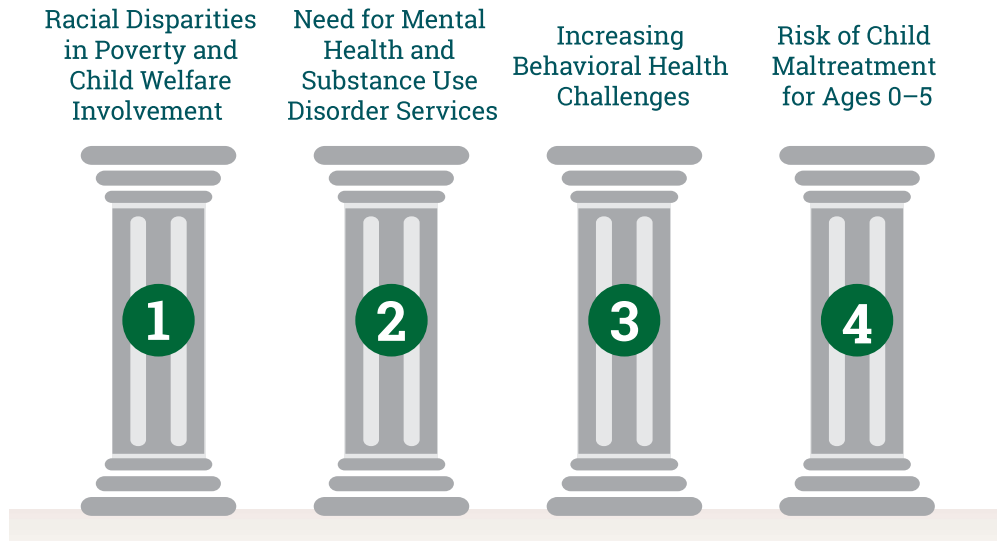 Racial Disparities
in Poverty and
Child Welfare
Involvement
Need for Mental
Health and
Substance Use
Disorder Services
Increasing
Behavioral Health
Challenges
Risk of Child
Maltreatment
for Ages 0–5
1
2
3
4